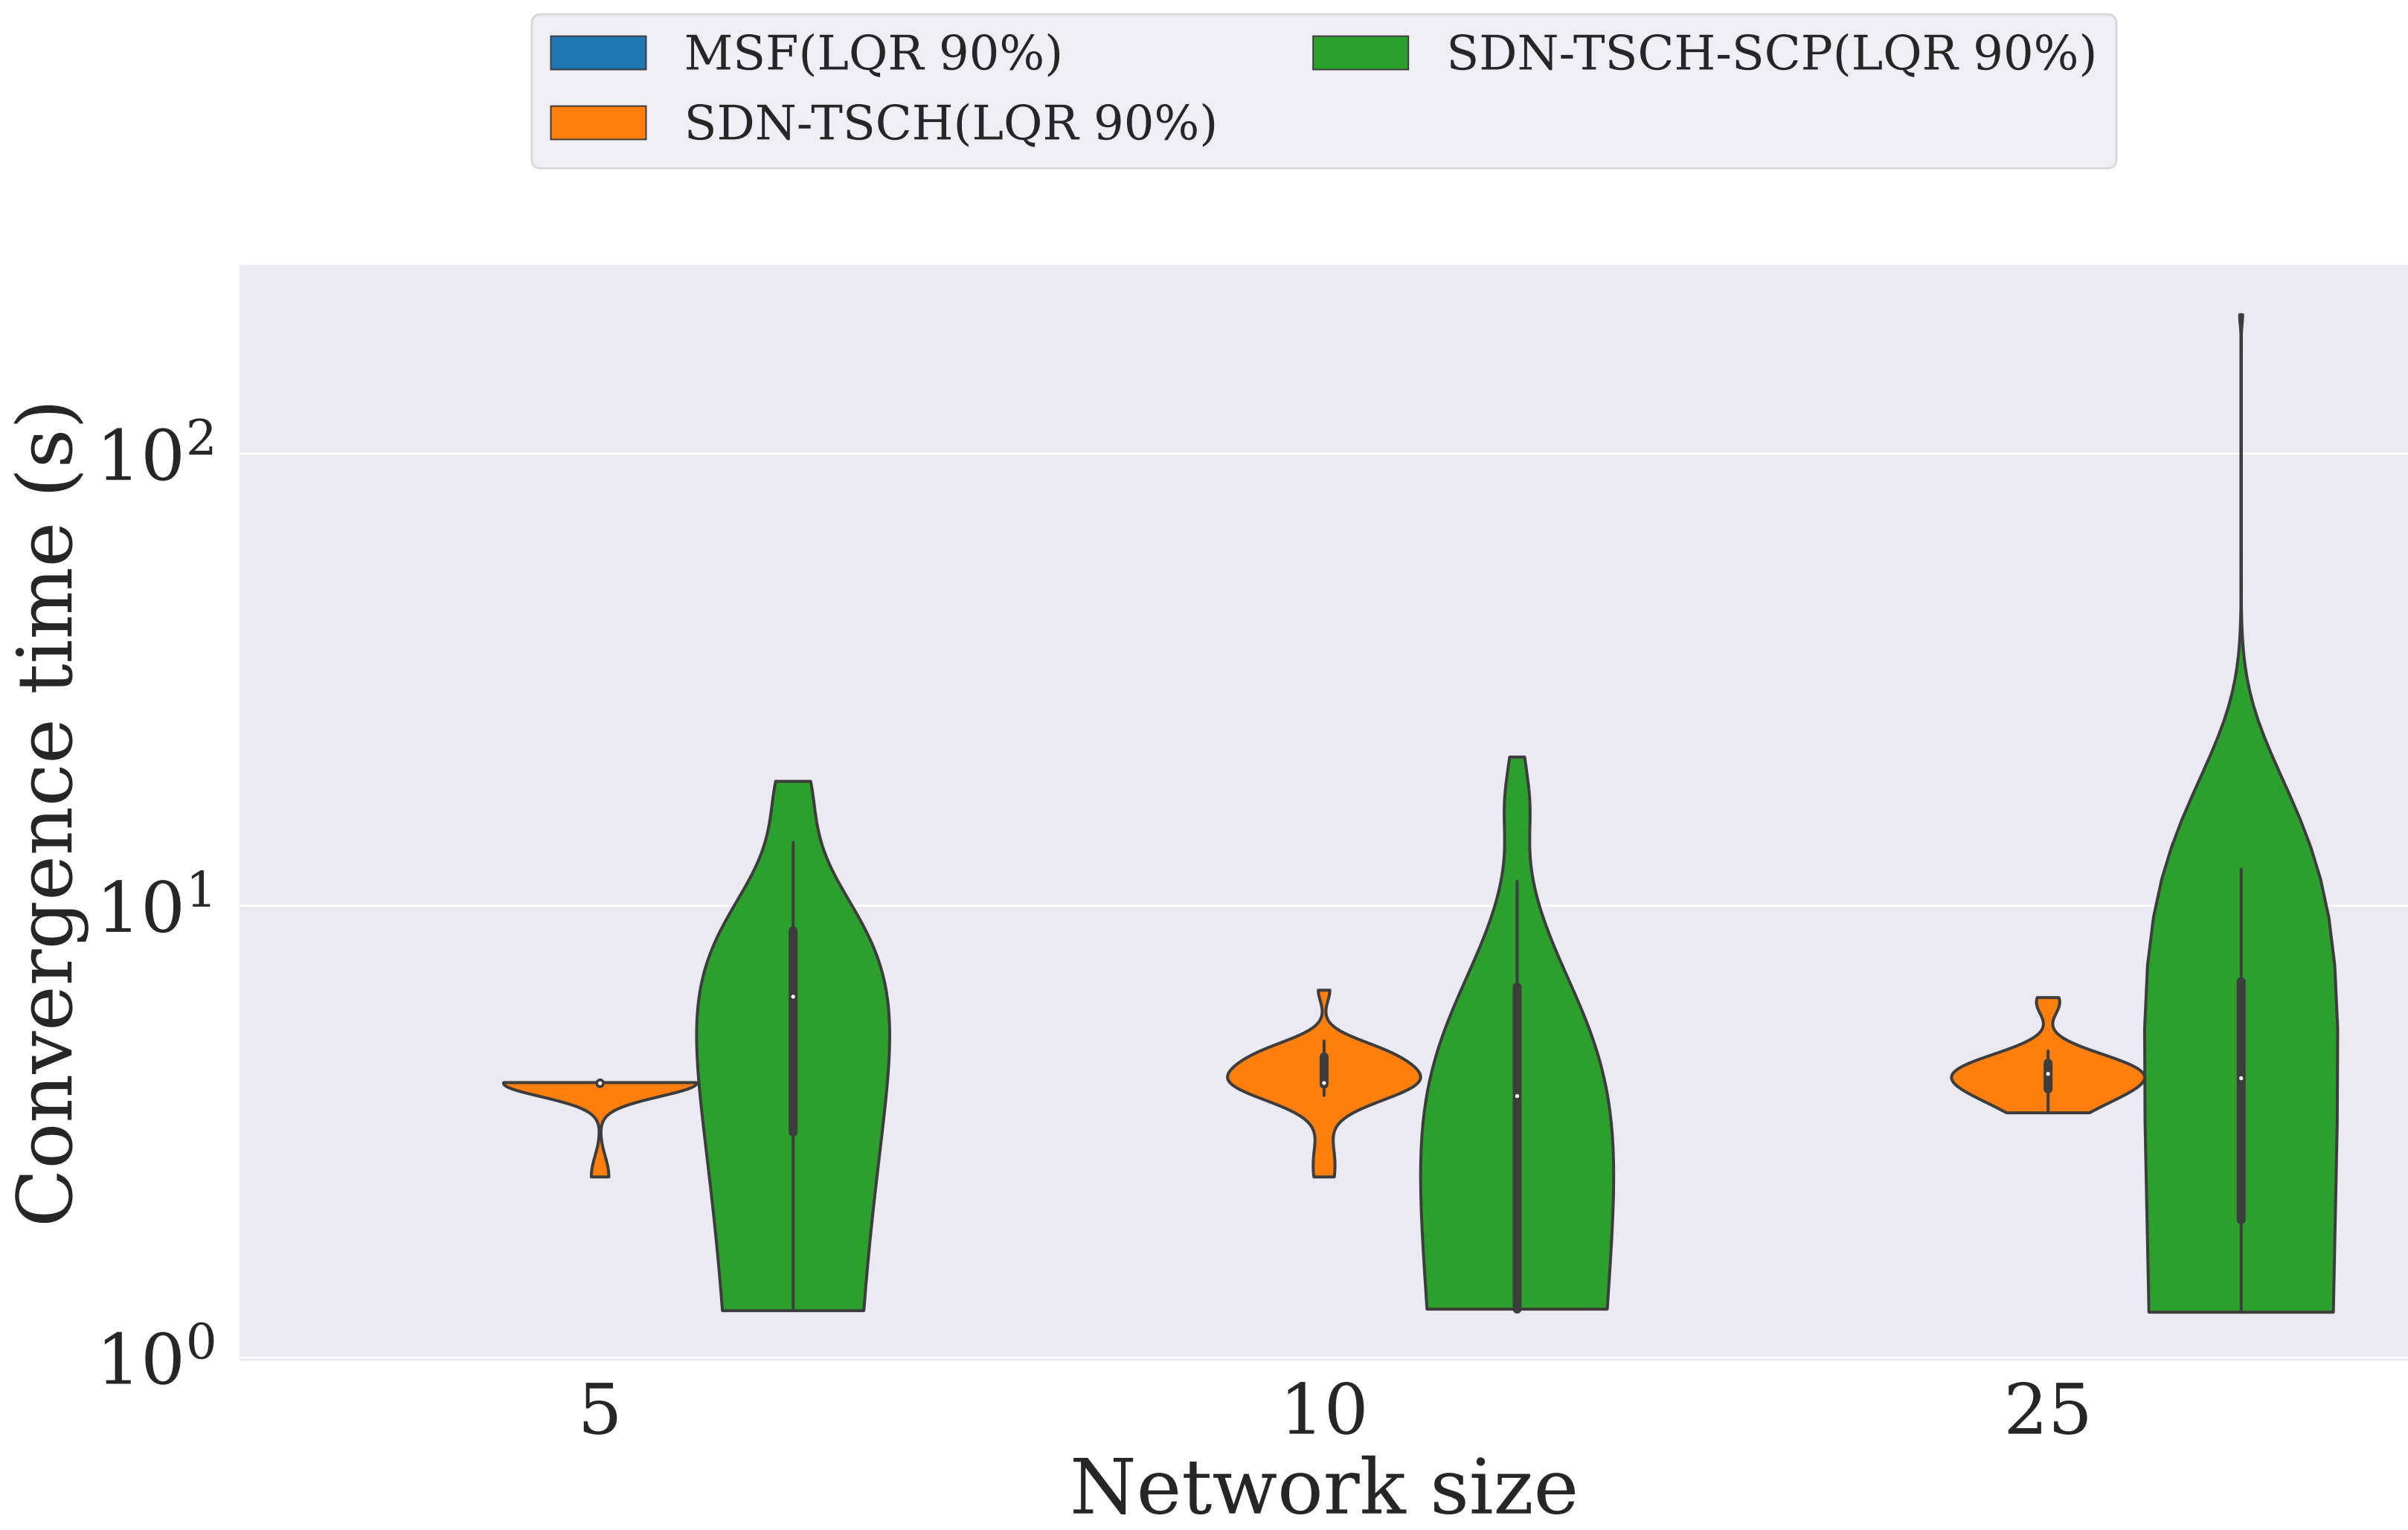 MSF(LQR 90%)
SDN-TSCH(LQR 90%)
SDN-TSCH-SCP(LQR 90%)
Convergence time (s)
10²
10¹
10⁰
5
10
25
Network size